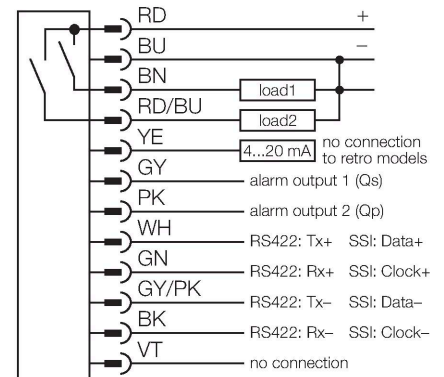 RD +
BU −
BN load1
RD/BU load2
YE 4...20 mA no connection
to retro models
GY alarm output 1 (Qs)
PK alarm output 2 (Qp)
WH RS422: Tx+ SSI: Data+
GN RS422: Rx+ SSI: Clock+
GY/PK RS422: Tx− SSI: Data−
BK RS422: Rx− SSI: Clock−
VT no connection